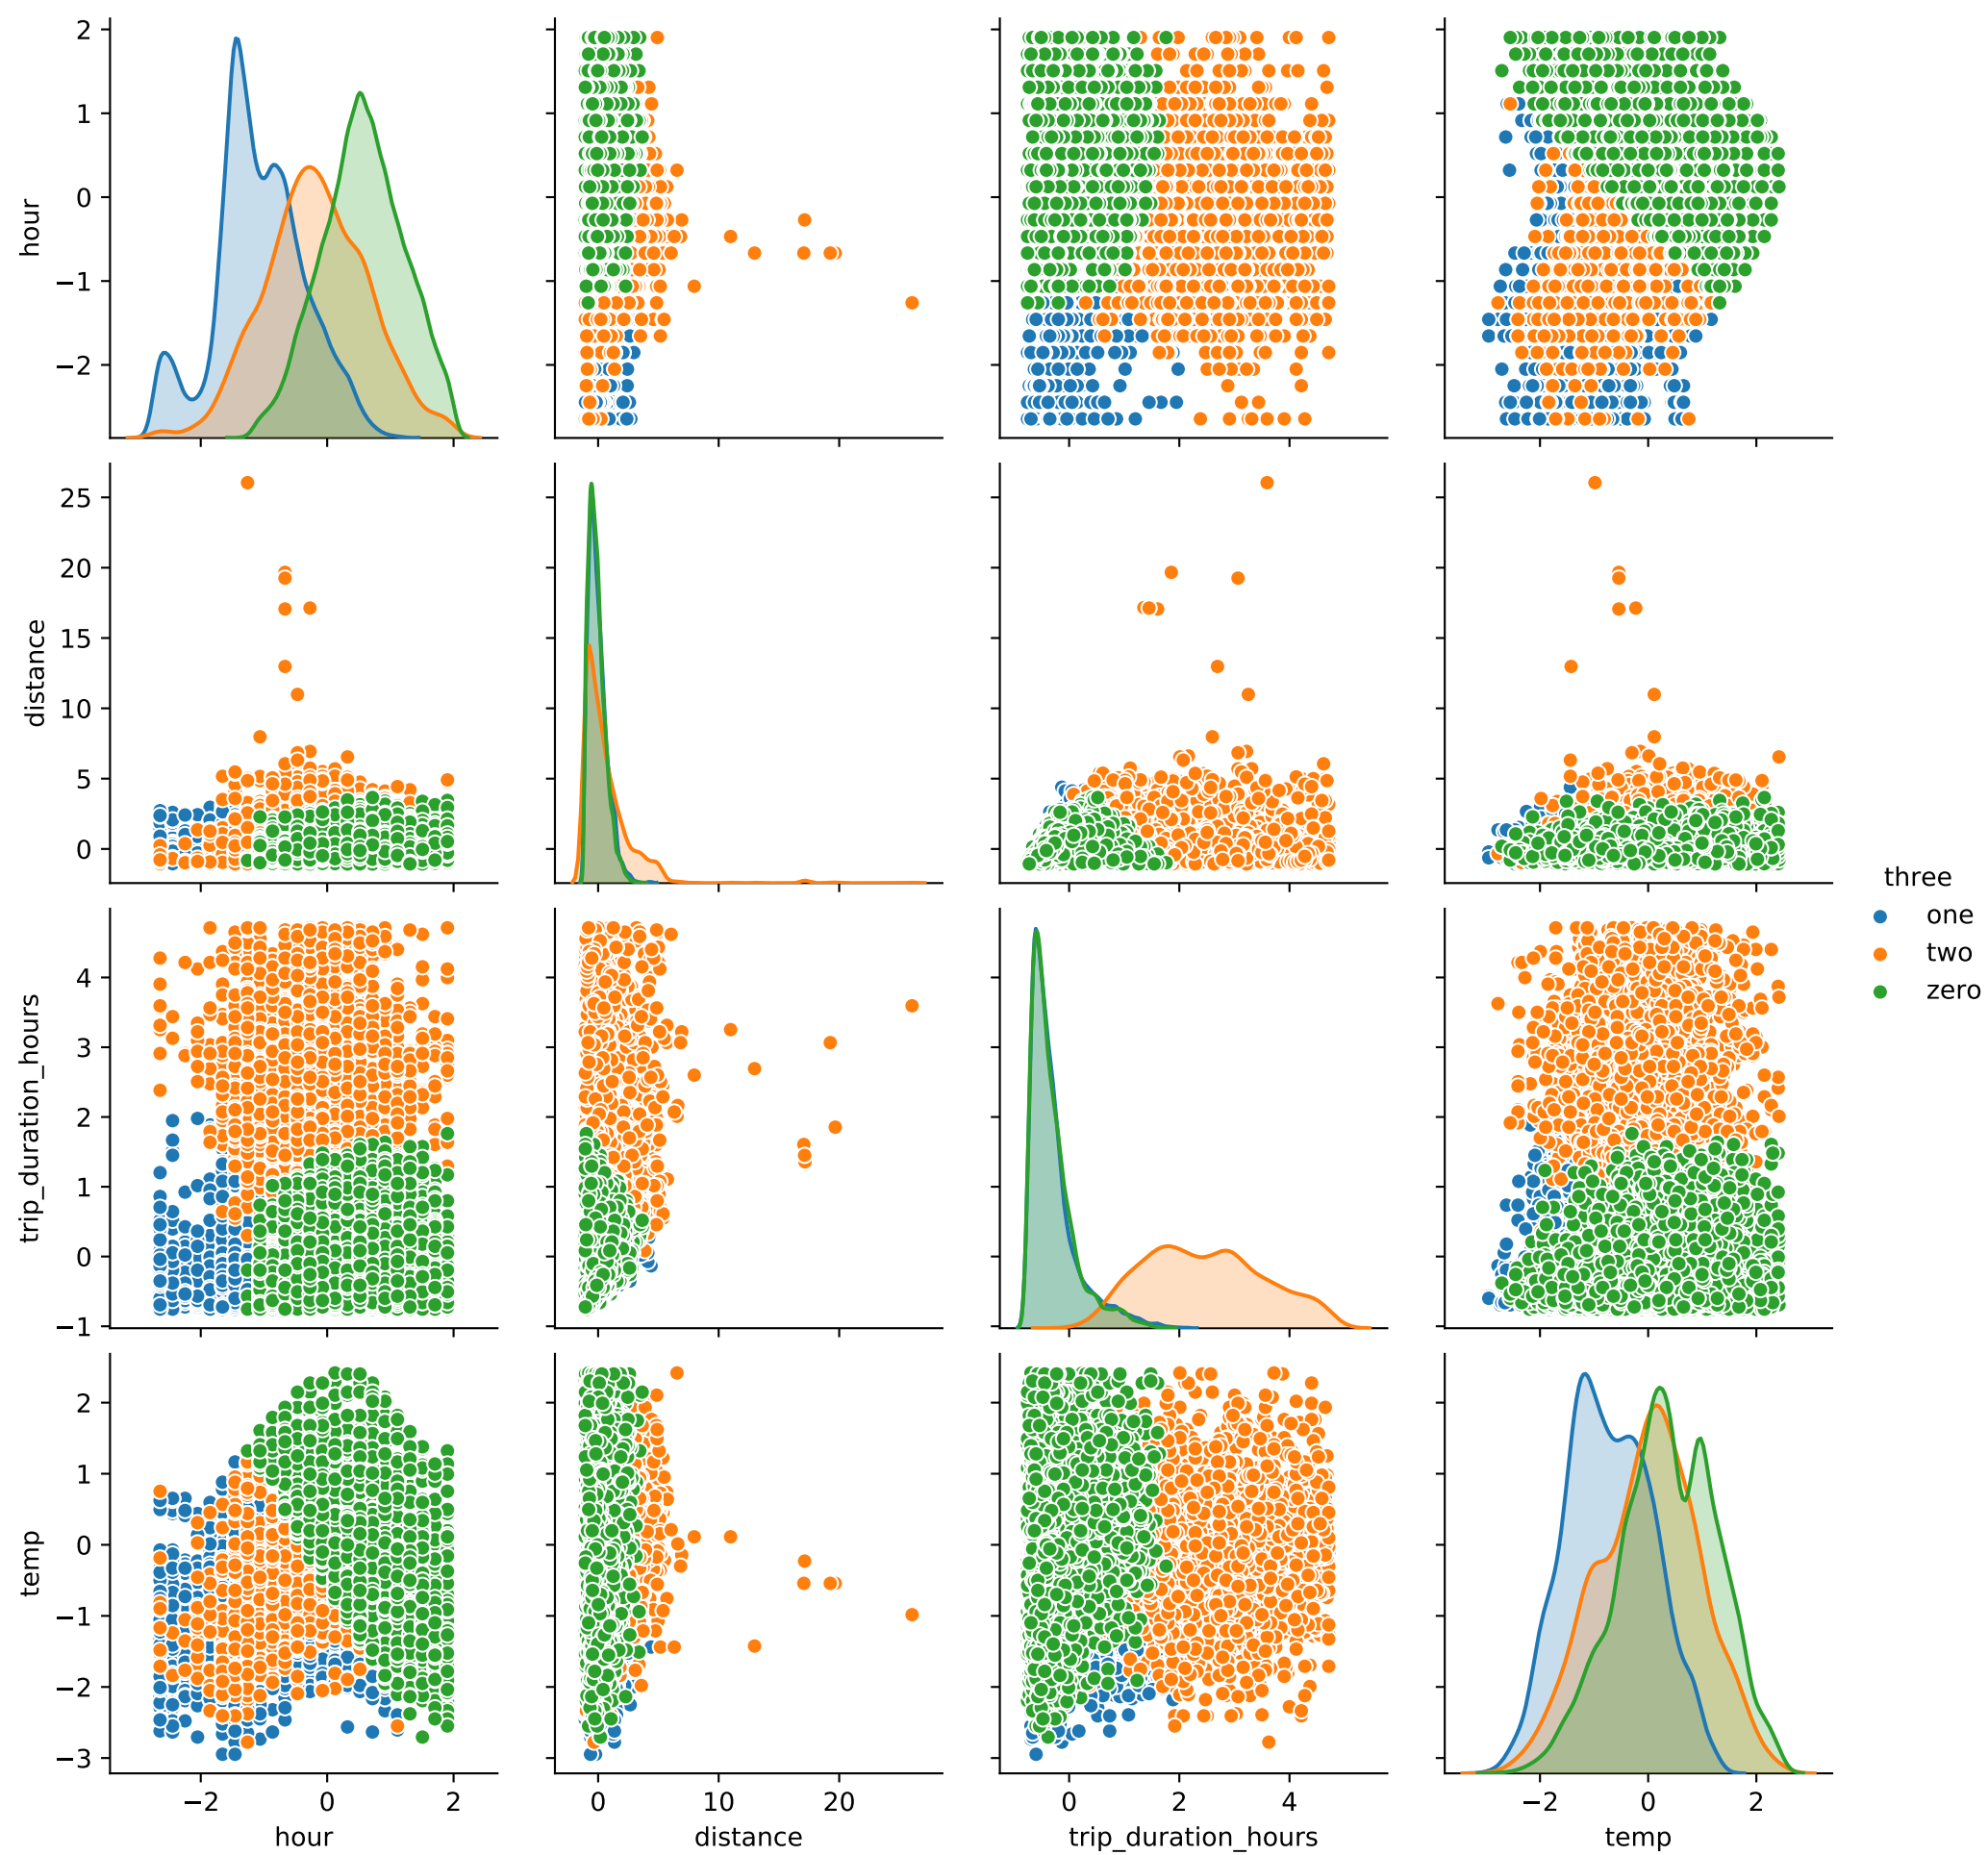 2
1
0
−1
−2
hour
25
20
15
10
5
0
distance
4
3
2
1
0
−1
trip_duration_hours
2
1
0
−1
−2
−3
temp
−2 0 2
hour
0 10 20
distance
0 2 4
trip_duration_hours
−2 0 2
temp
three
one
two
zero